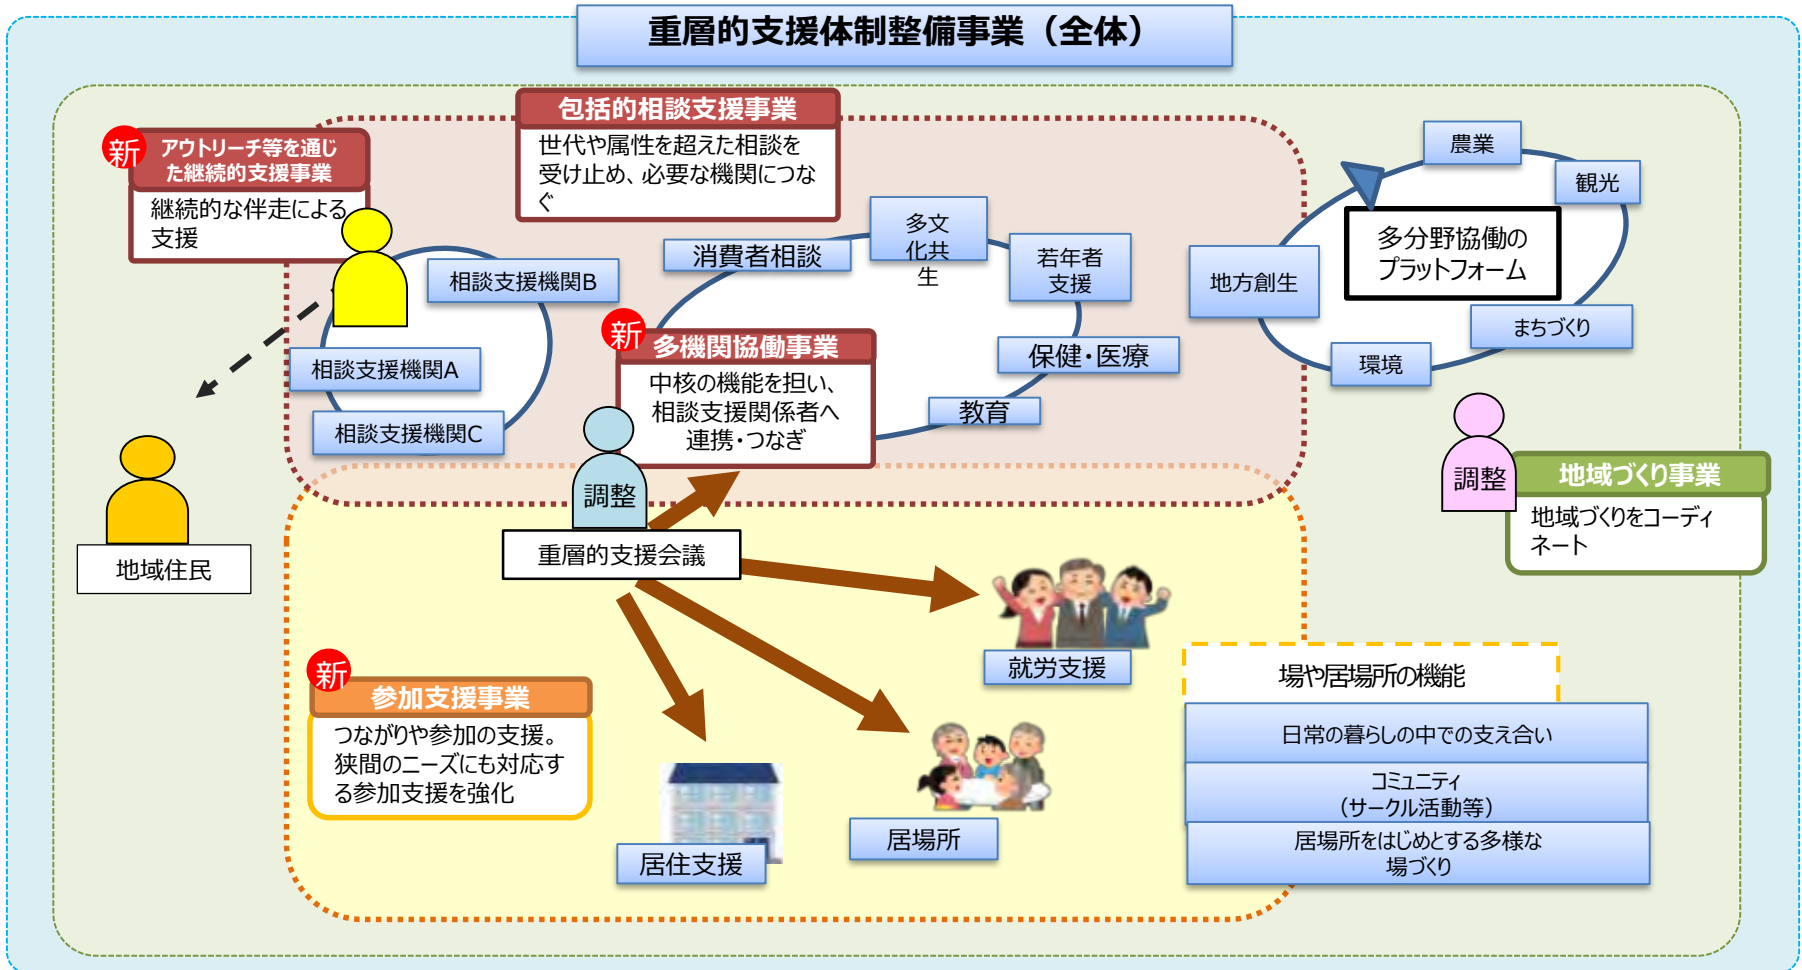 重層的支援体制整備事業（全体）
包括的相談支援事業
世代や属性を超えた相談を
受け止め、必要な機関につな
ぐ
新
アウトリーチ等を通じ
た継続的支援事業
継続的な伴走による
支援
相談支援機関B
相談支援機関A
相談支援機関C
消費者相談
多文
化共
生
若年者
支援
保健・医療
教育
新
多機関協働事業
中核の機能を担い、
相談支援関係者へ
連携・つなぎ
農業
観光
多分野協働の
プラットフォーム
地方創生
まちづくり
環境
調整
地域づくり事業
地域づくりをコーディ
ネート
地域住民
調整
重層的支援会議
新
参加支援事業
つながりや参加の支援。
狭間のニーズにも対応す
る参加支援を強化
就労支援
居場所
居住支援
場や居場所の機能
日常の暮らしの中での支え合い
コミュニティ
（サークル活動等）
居場所をはじめとする多様な
場づくり